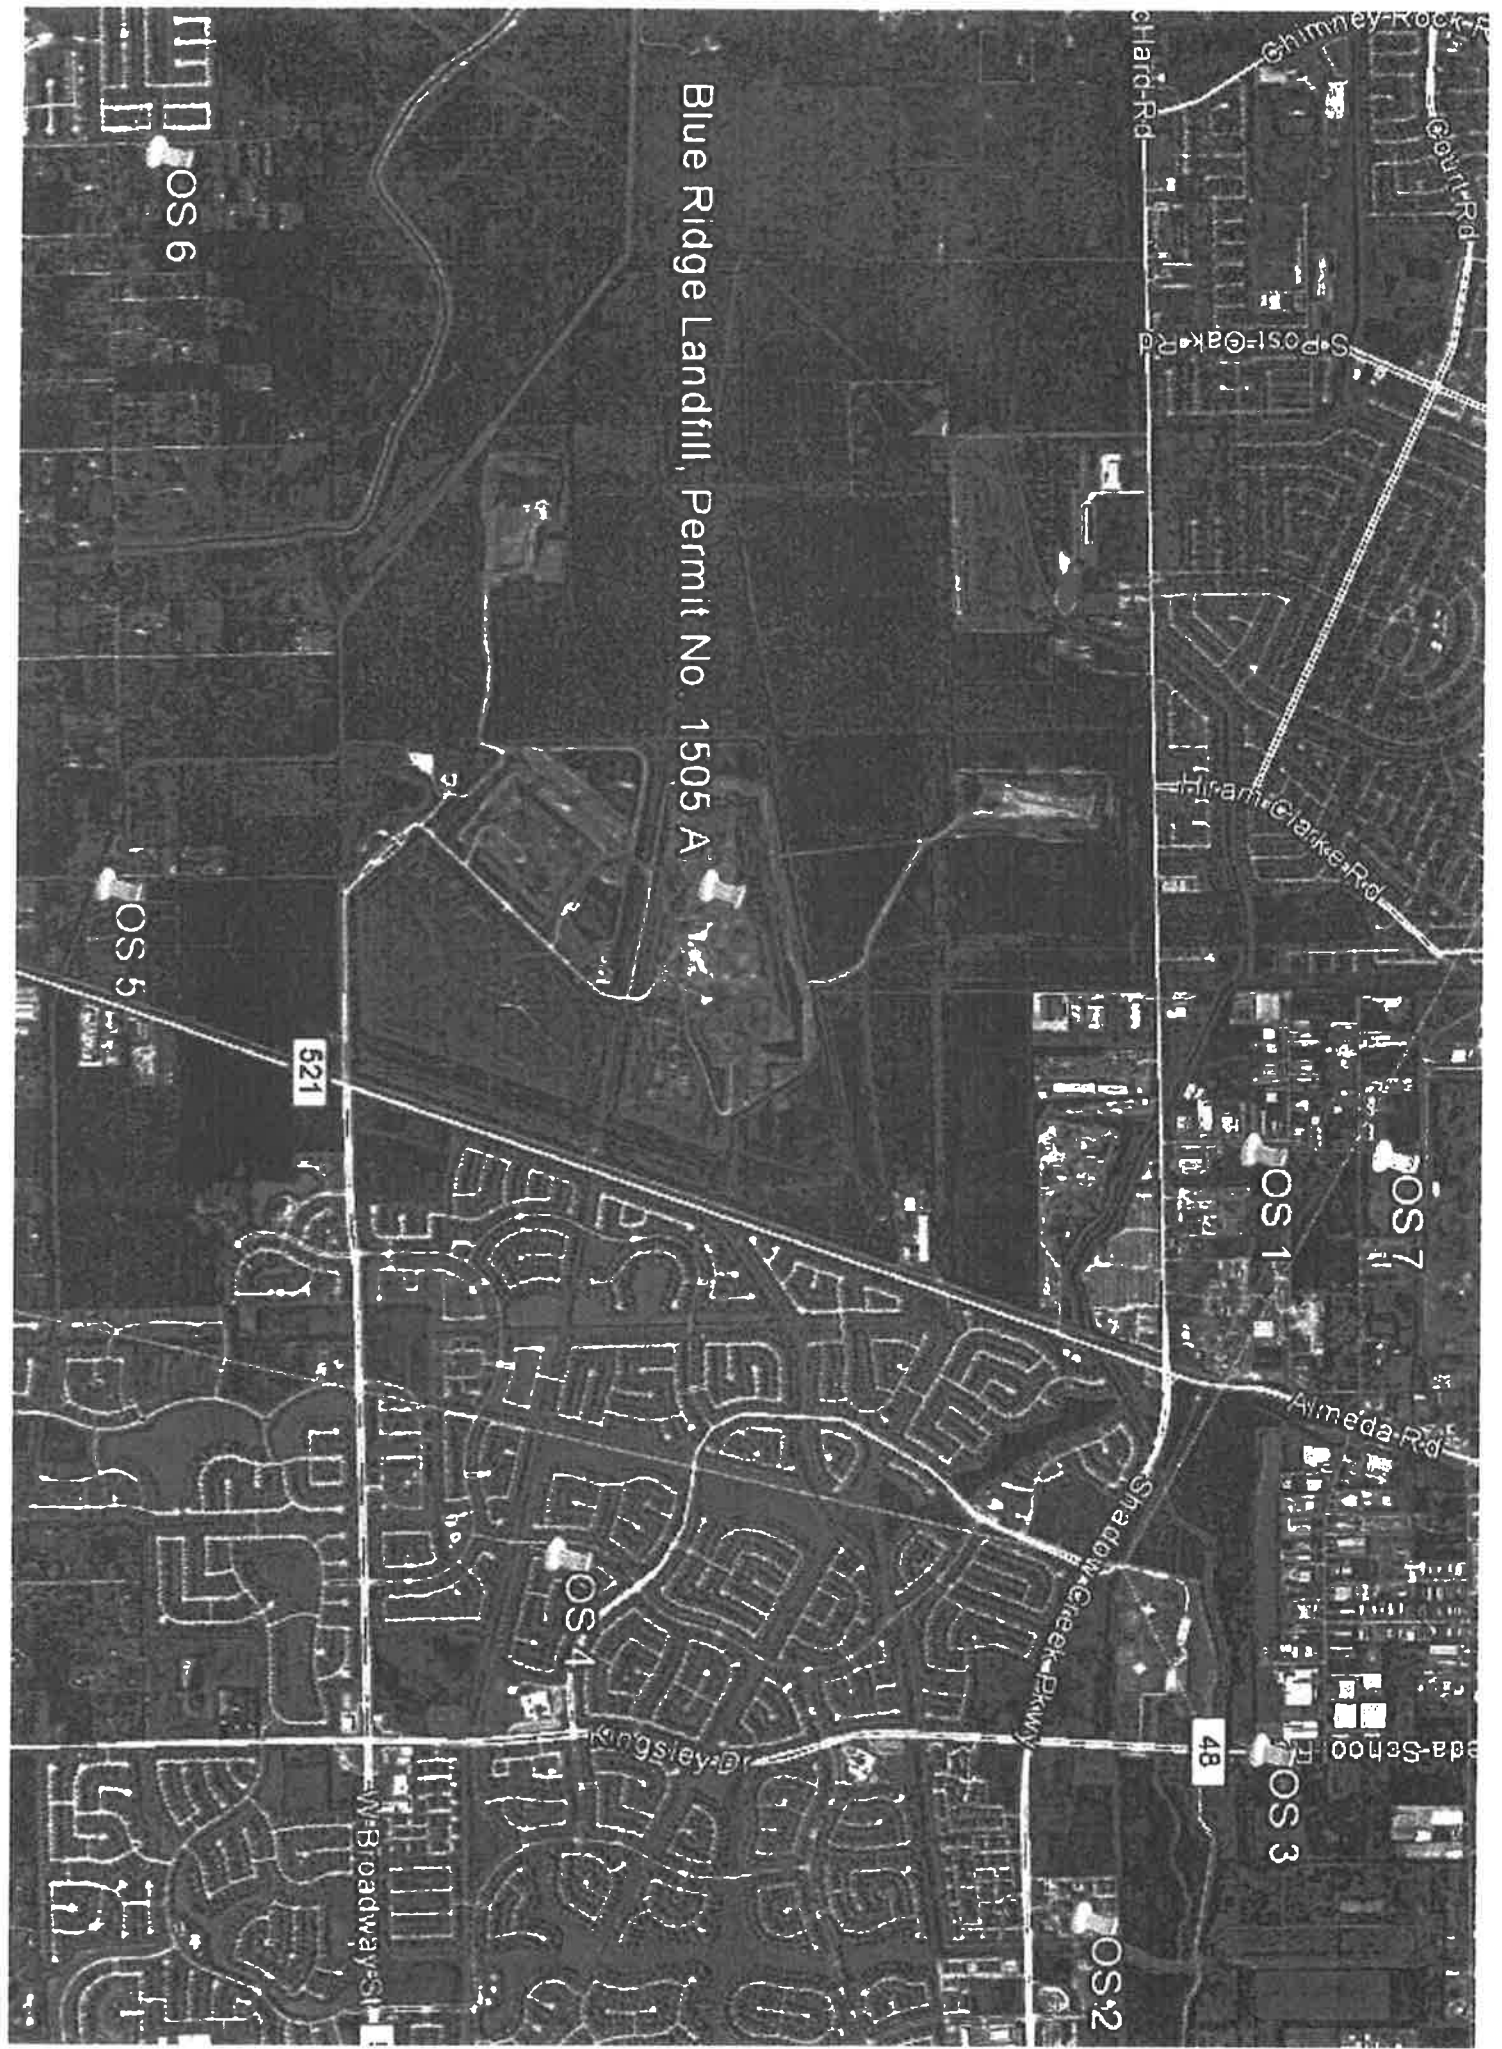 Chimney Rock R
Court Rd
S Post Oak Rd
Hiram Clarke Rd
OS 7
OS 1
Almeda Rd
OS 3
48
Shadow Creek Pkwy
OS 2
Blue Ridge Landfill, Permit No. 1505 A
Kingsley Dr
OS 4
521
W Broadway St
OS 6
OS 5